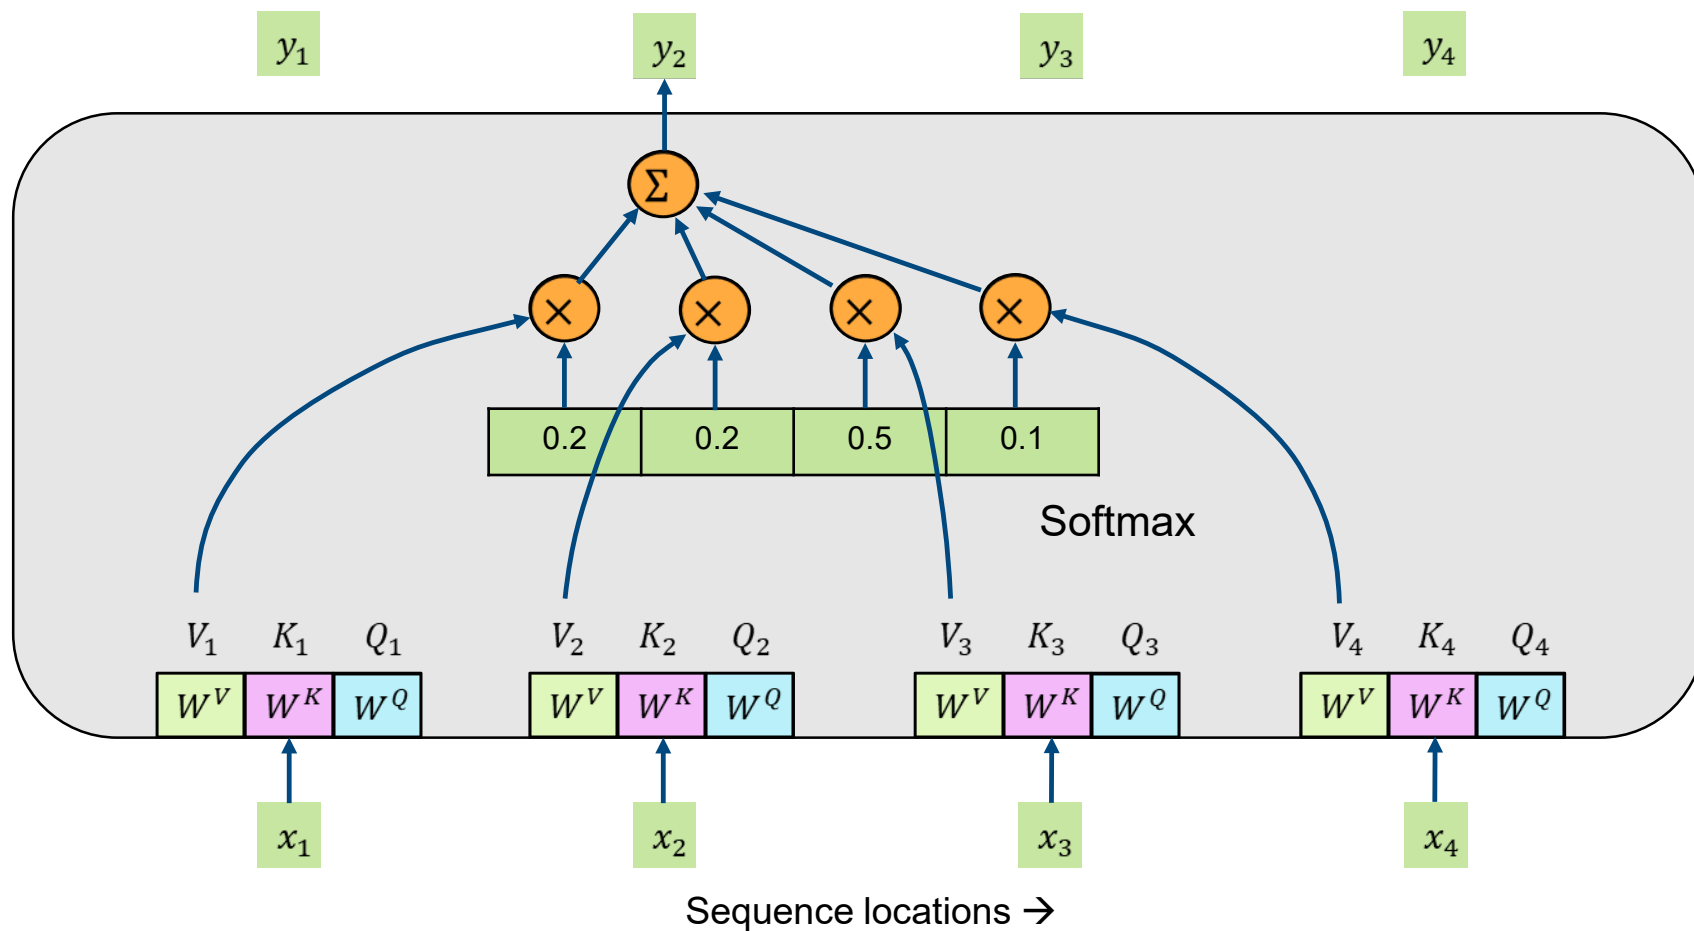 y₁ y₂ y₃ y₄
Σ
× × × ×
0.2 0.2 0.5 0.1
Softmax
V₁ K₁ Q₁ V₂ K₂ Q₂ V₃ K₃ Q₃ V₄ K₄ Q₄
W^V W^K W^Q W^V W^K W^Q W^V W^K W^Q W^V W^K W^Q
x₁ x₂ x₃ x₄
Sequence locations →